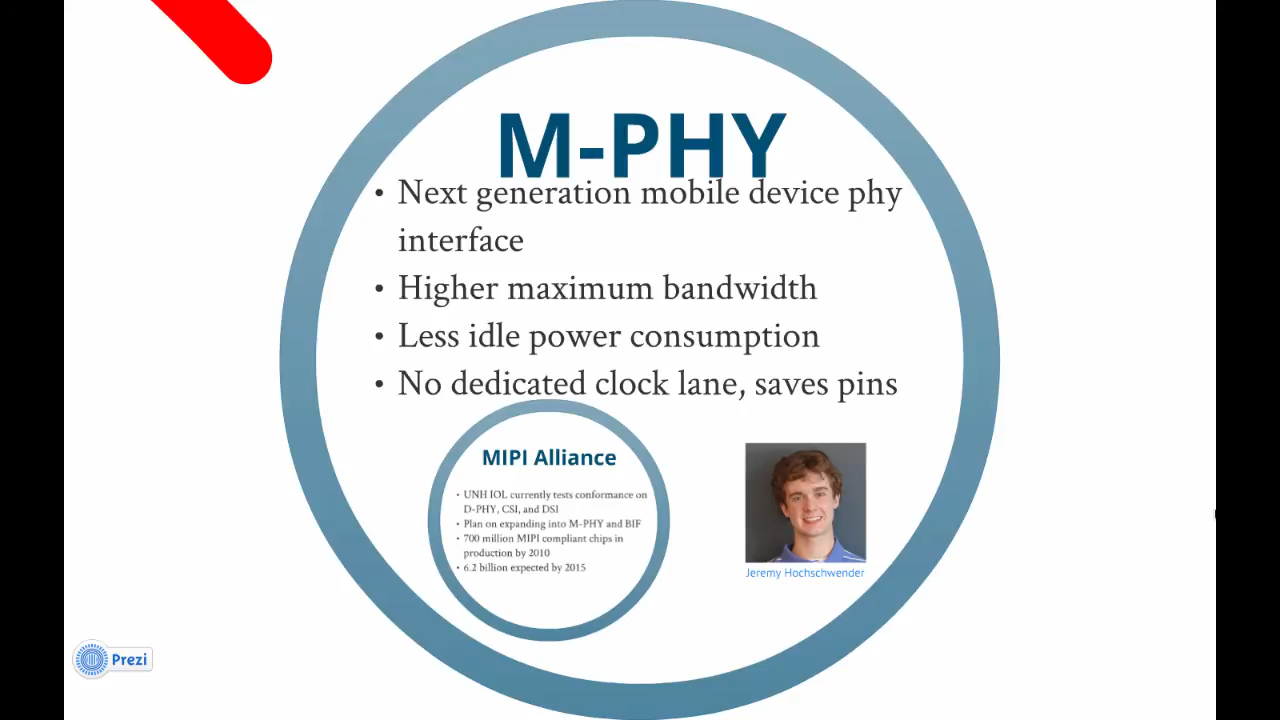 M-PHY
• Next generation mobile device phy
interface
• Higher maximum bandwidth
• Less idle power consumption
• No dedicated clock lane, saves pins
MIPI Alliance
• UNH IOL currently tests conformance on
D-PHY, CSI, and DSI
• Plan on expanding into M-PHY and BIF
• 700 million MIPI compliant chips in
production by 2010
• 6.2 billion expected by 2015
Jeremy Hochschwender
Prezi